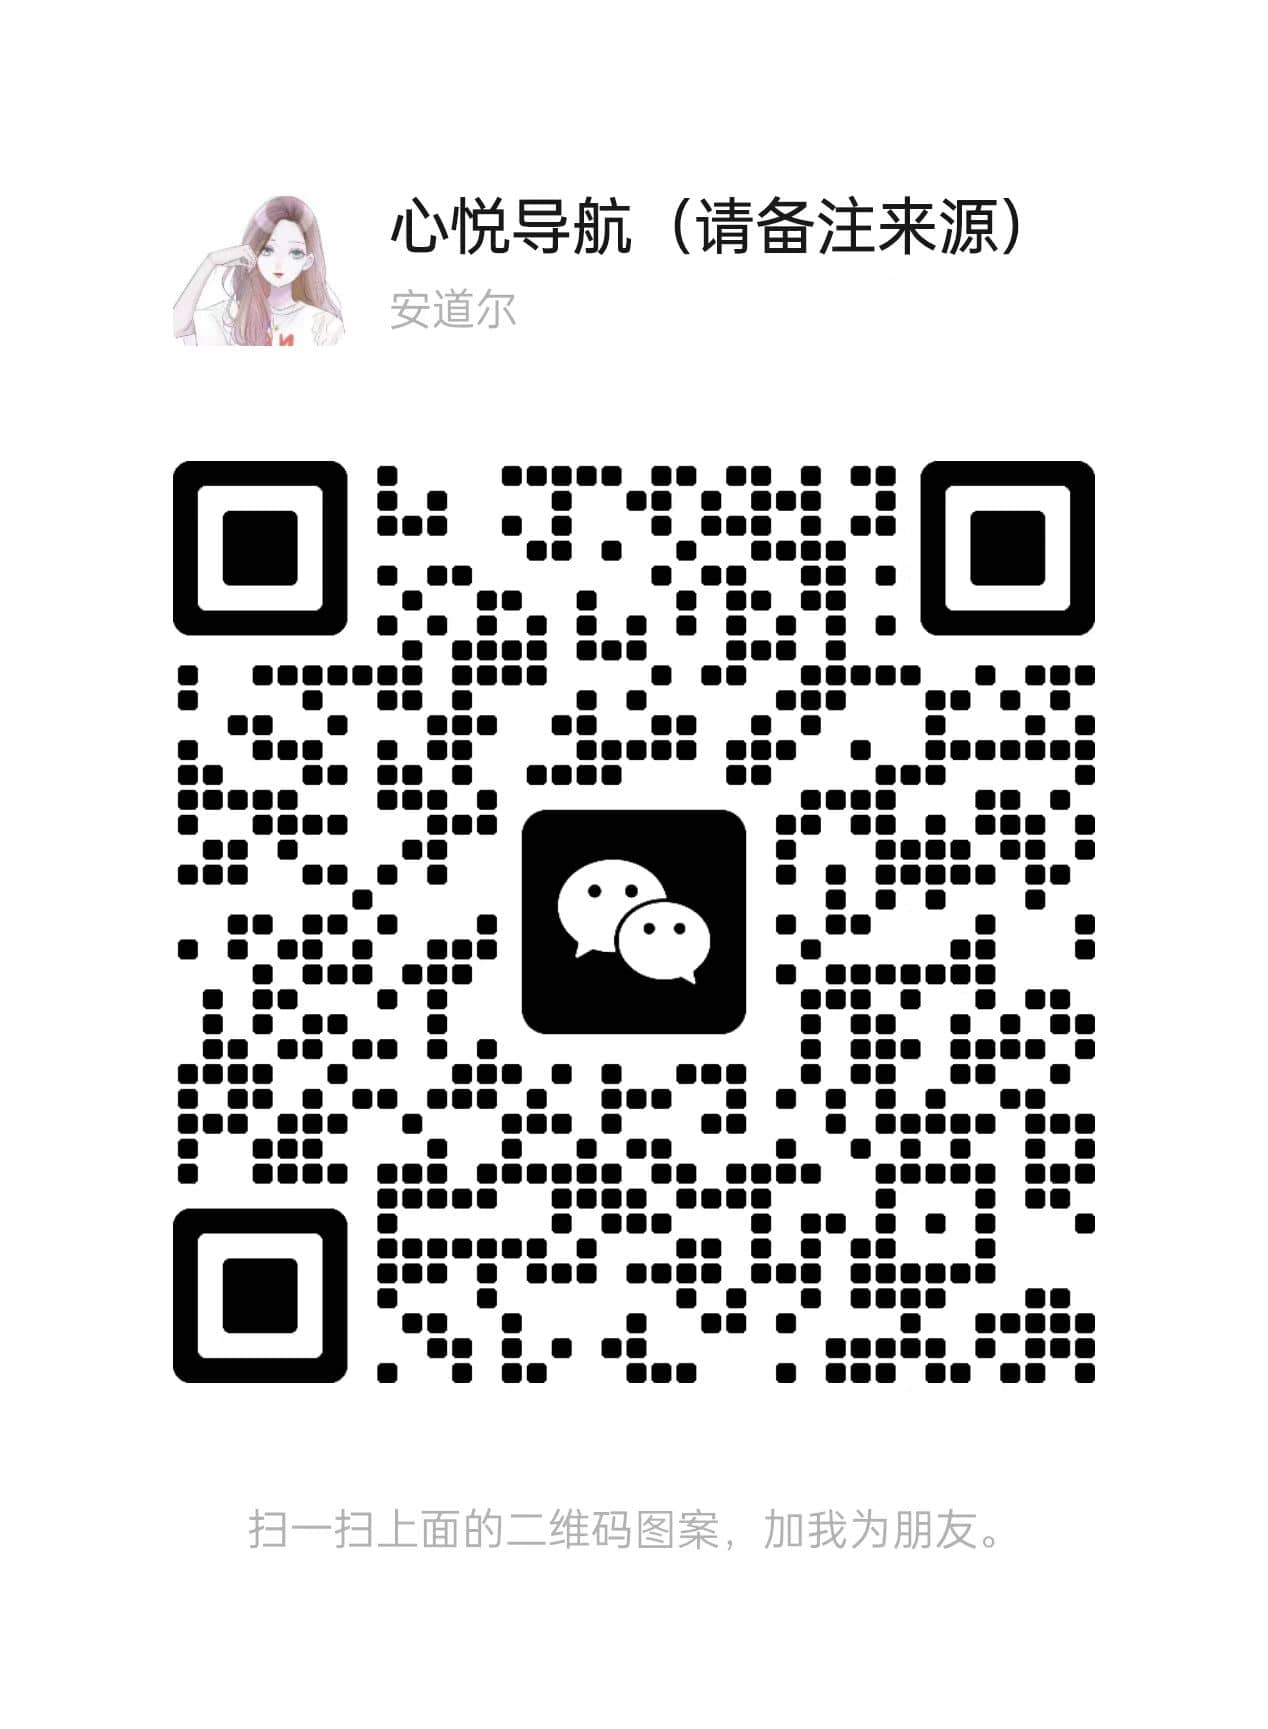 心悦导航（请备注来源）
安道尔
扫一扫上面的二维码图案，加我为朋友。